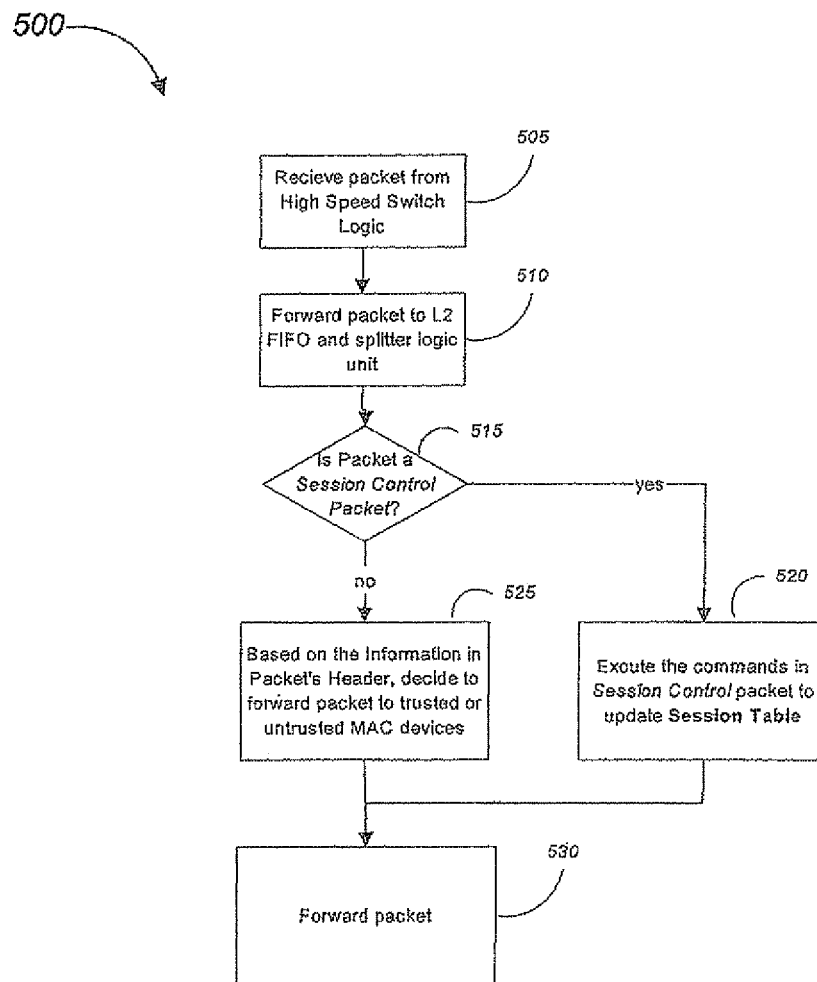 500
505
Recieve packet from
High Speed Switch
Logic
510
Forward packet to L2
FIFO and splitter logic
unit
515
Is Packet a
Session Control
Packet?
yes
no
525
520
Based on the Information in
Packet's Header, decide to
forward packet to trusted or
untrusted MAC devices
Excute the commands in
Session Control packet to
update Session Table
530
Forward packet